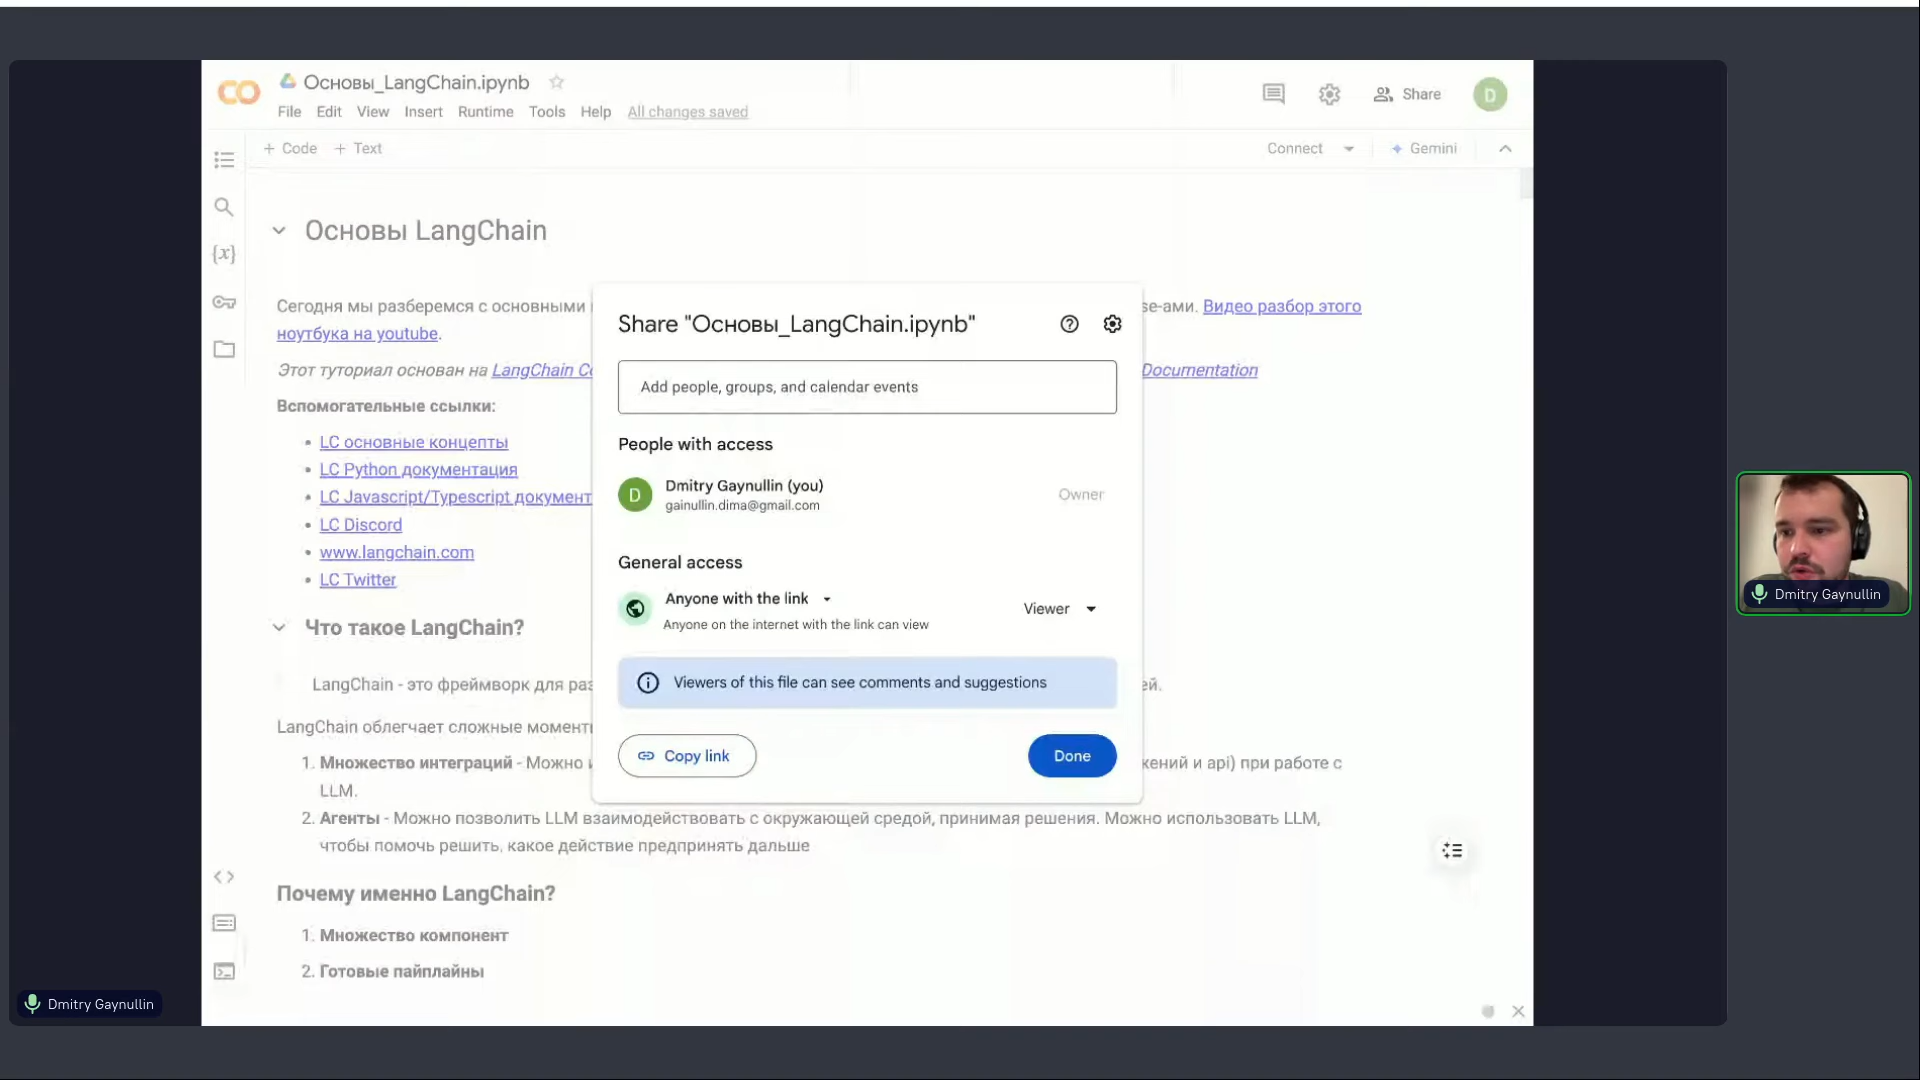 Основы_LangChain.ipynb
File Edit View Insert Runtime Tools Help All changes saved
Share
D
+ Code + Text
Connect
Gemini
Основы LangChain
Сегодня мы разберемся с основными
se-ами. Видео разбор этого
ноутбука на youtube.
Этот туториал основан на LangChain Co
Documentation
Вспомогательные ссылки:
• LC основные концепты
• LC Python документация
• LC Javascript/Typescript документ
• LC Discord
• www.langchain.com
• LC Twitter
Что такое LangChain?
LangChain - это фреймворк для раз
ей.
LangChain облегчает сложные момент
1. Множество интеграций - Можно
жений и api) при работе с
LLM.
2. Агенты - Можно позволить LLM взаимодействовать с окружающей средой, принимая решения. Можно использовать LLM,
чтобы помочь решить, какое действие предпринять дальше
Почему именно LangChain?
1. Множество компонент
2. Готовые пайплайны
Share "Основы_LangChain.ipynb"
Add people, groups, and calendar events
People with access
D
Dmitry Gaynullin (you)
gainullin.dima@gmail.com
Owner
General access
Anyone with the link
Anyone on the internet with the link can view
Viewer
Viewers of this file can see comments and suggestions
Copy link
Done
Dmitry Gaynullin
Dmitry Gaynullin